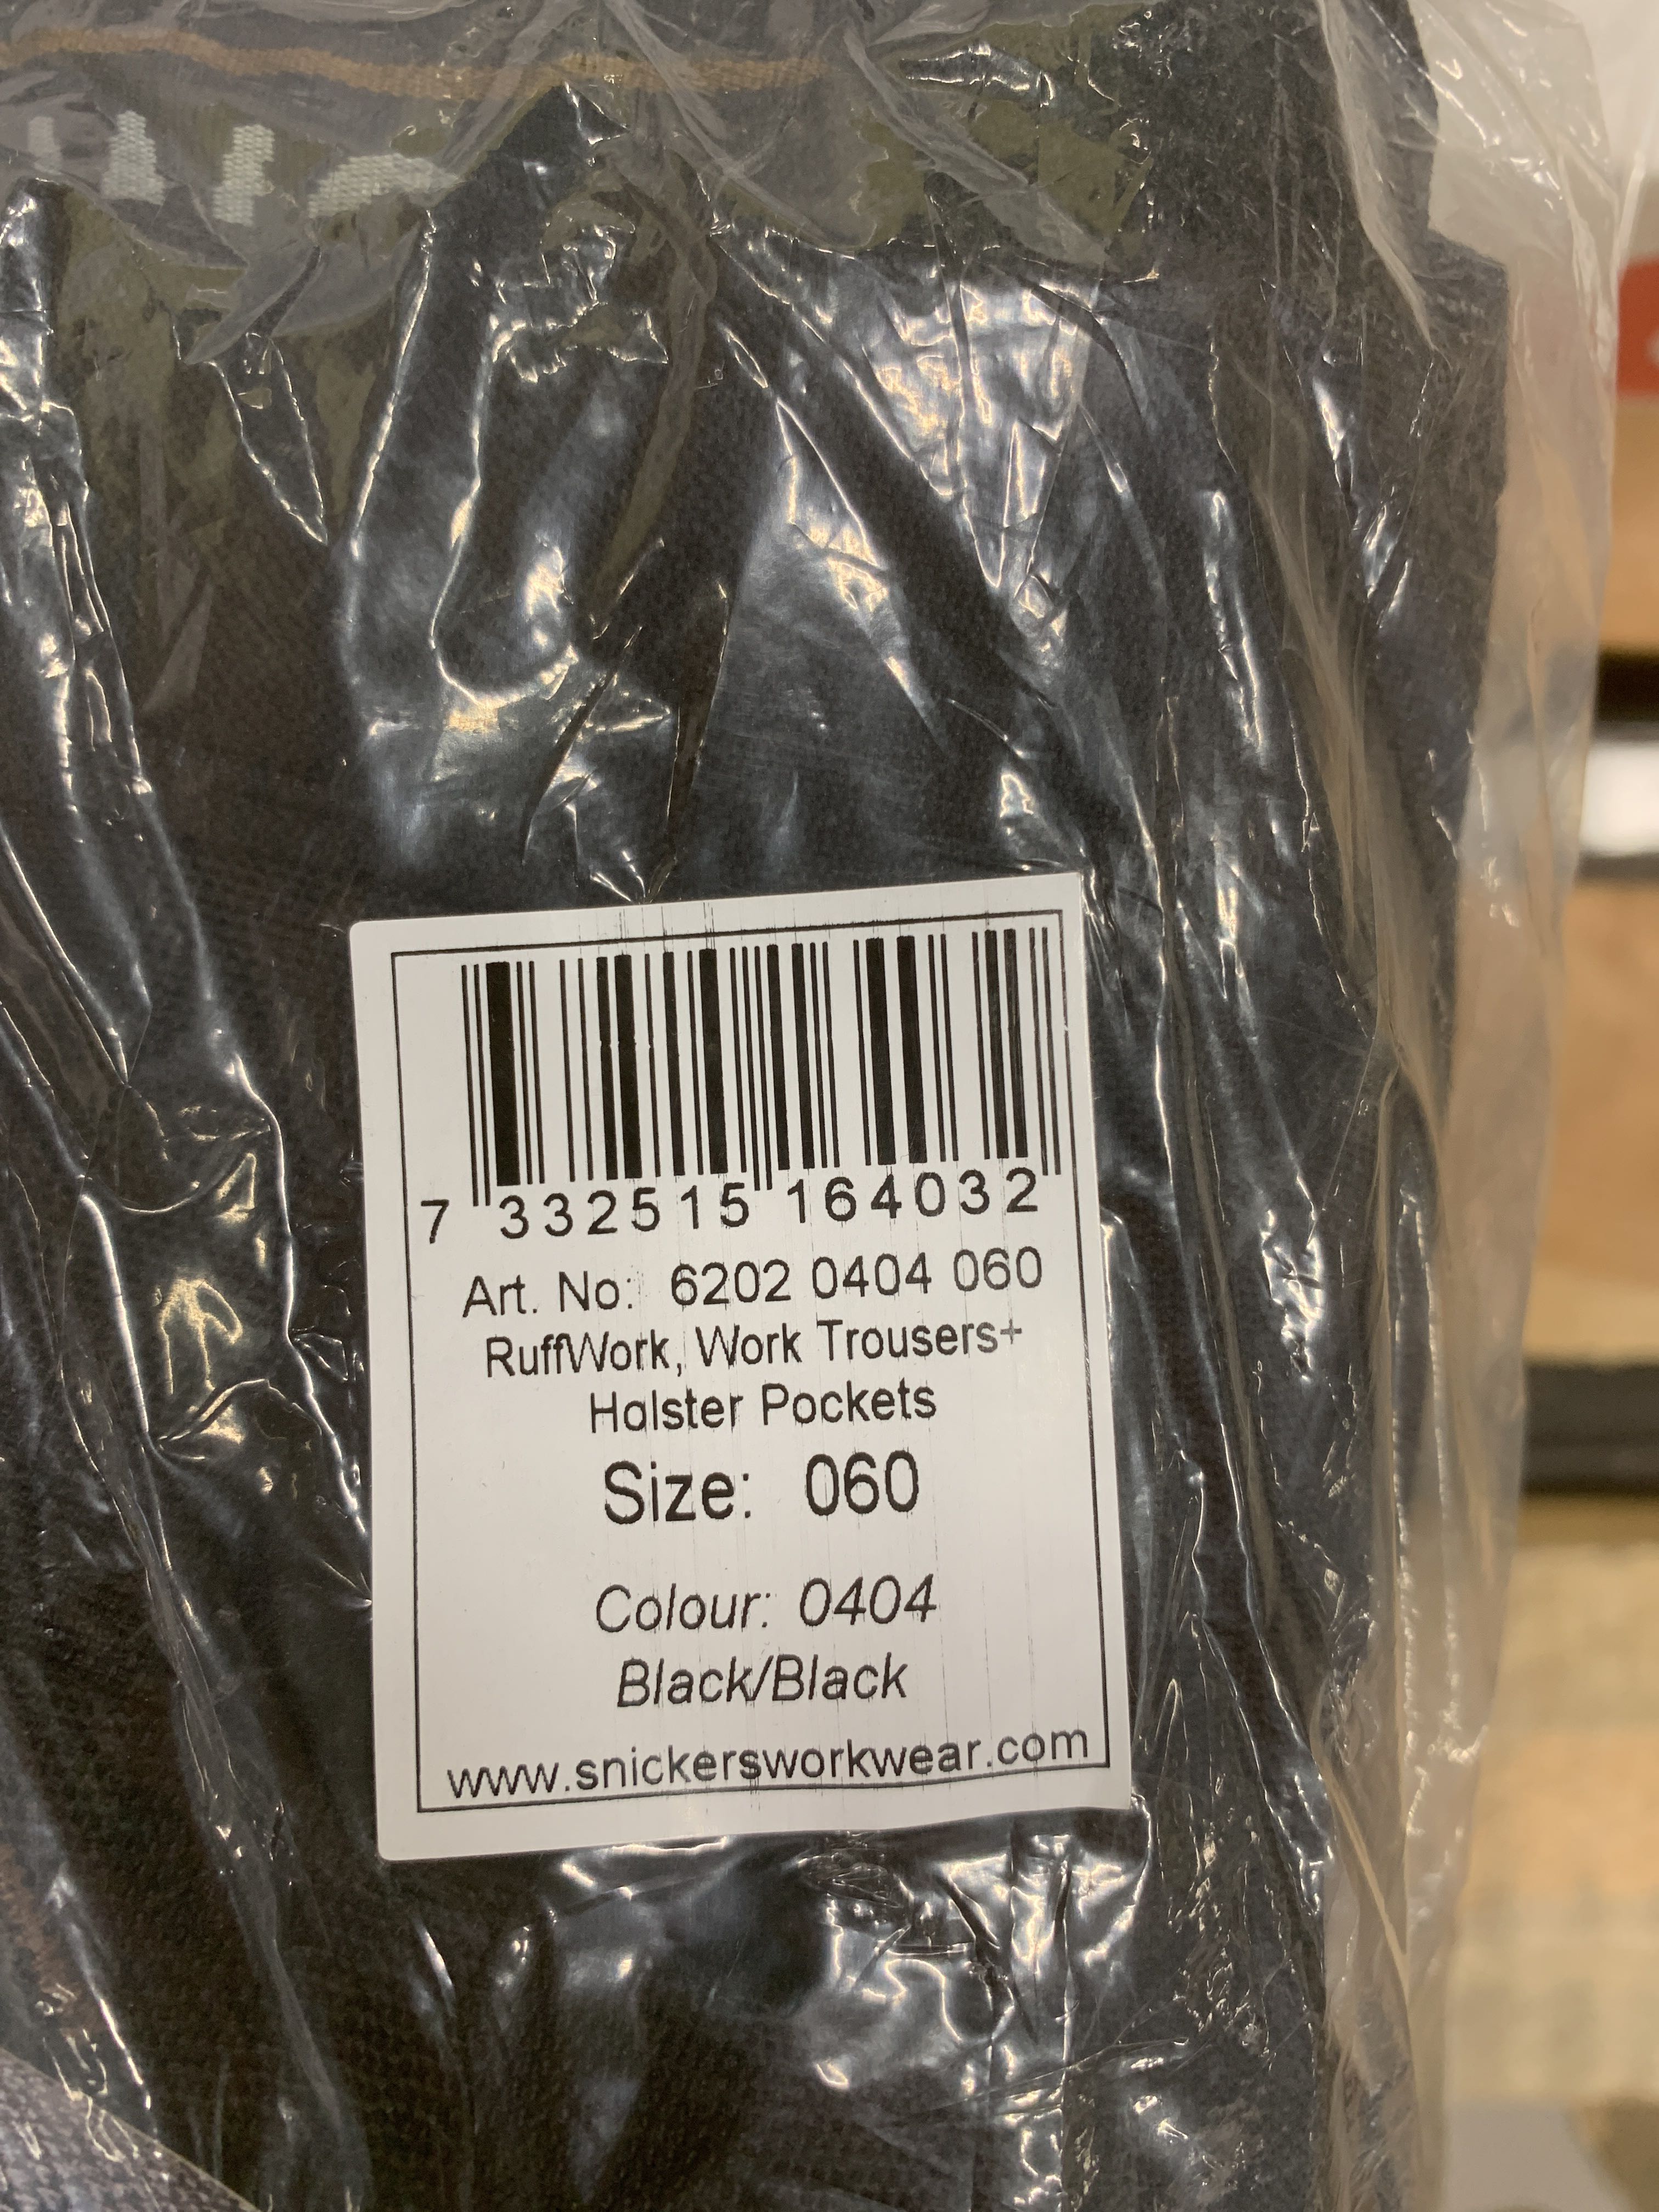 7 332515 164032
Art. No: 6202 0404 060
RuffWork, Work Trousers+
Holster Pockets
Size: 060
Colour: 0404
Black/Black
www.snickersworkwear.com